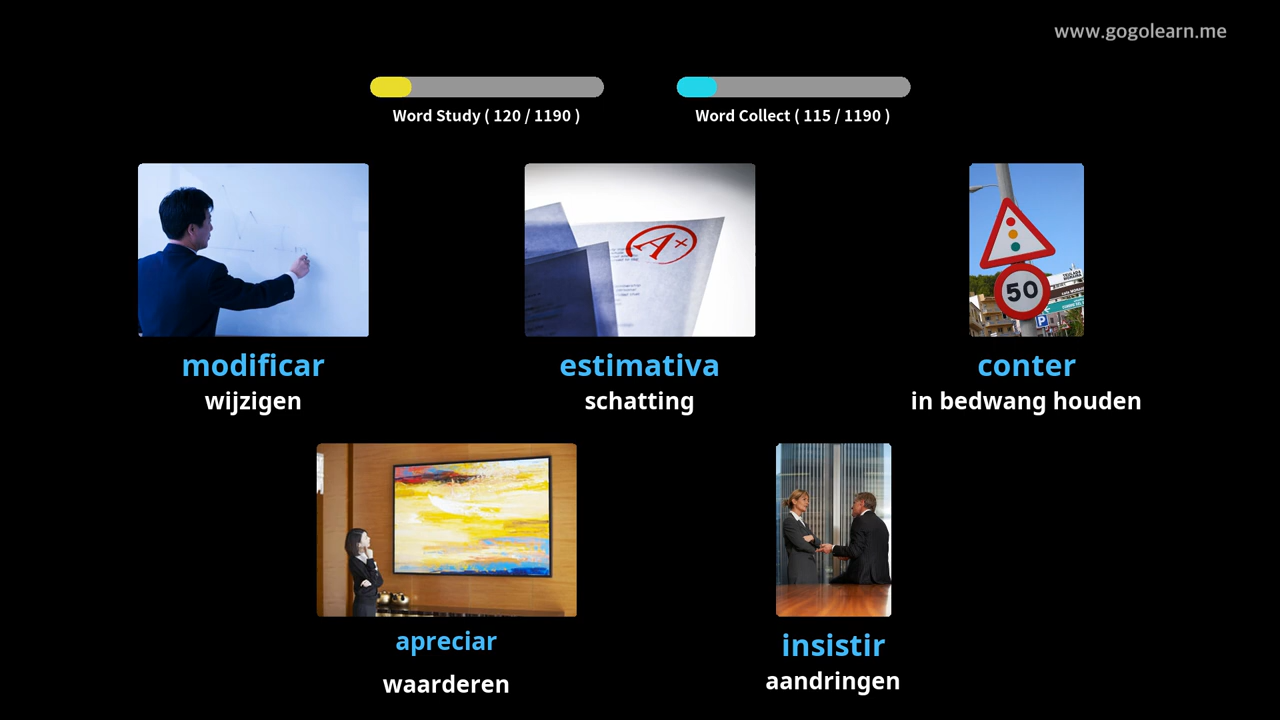 www.gogolearn.me
Word Study ( 120 / 1190 )
Word Collect ( 115 / 1190 )
A+
50
P
modificar
wijzigen
estimativa
schatting
conter
in bedwang houden
apreciar
waarderen
insistir
aandringen